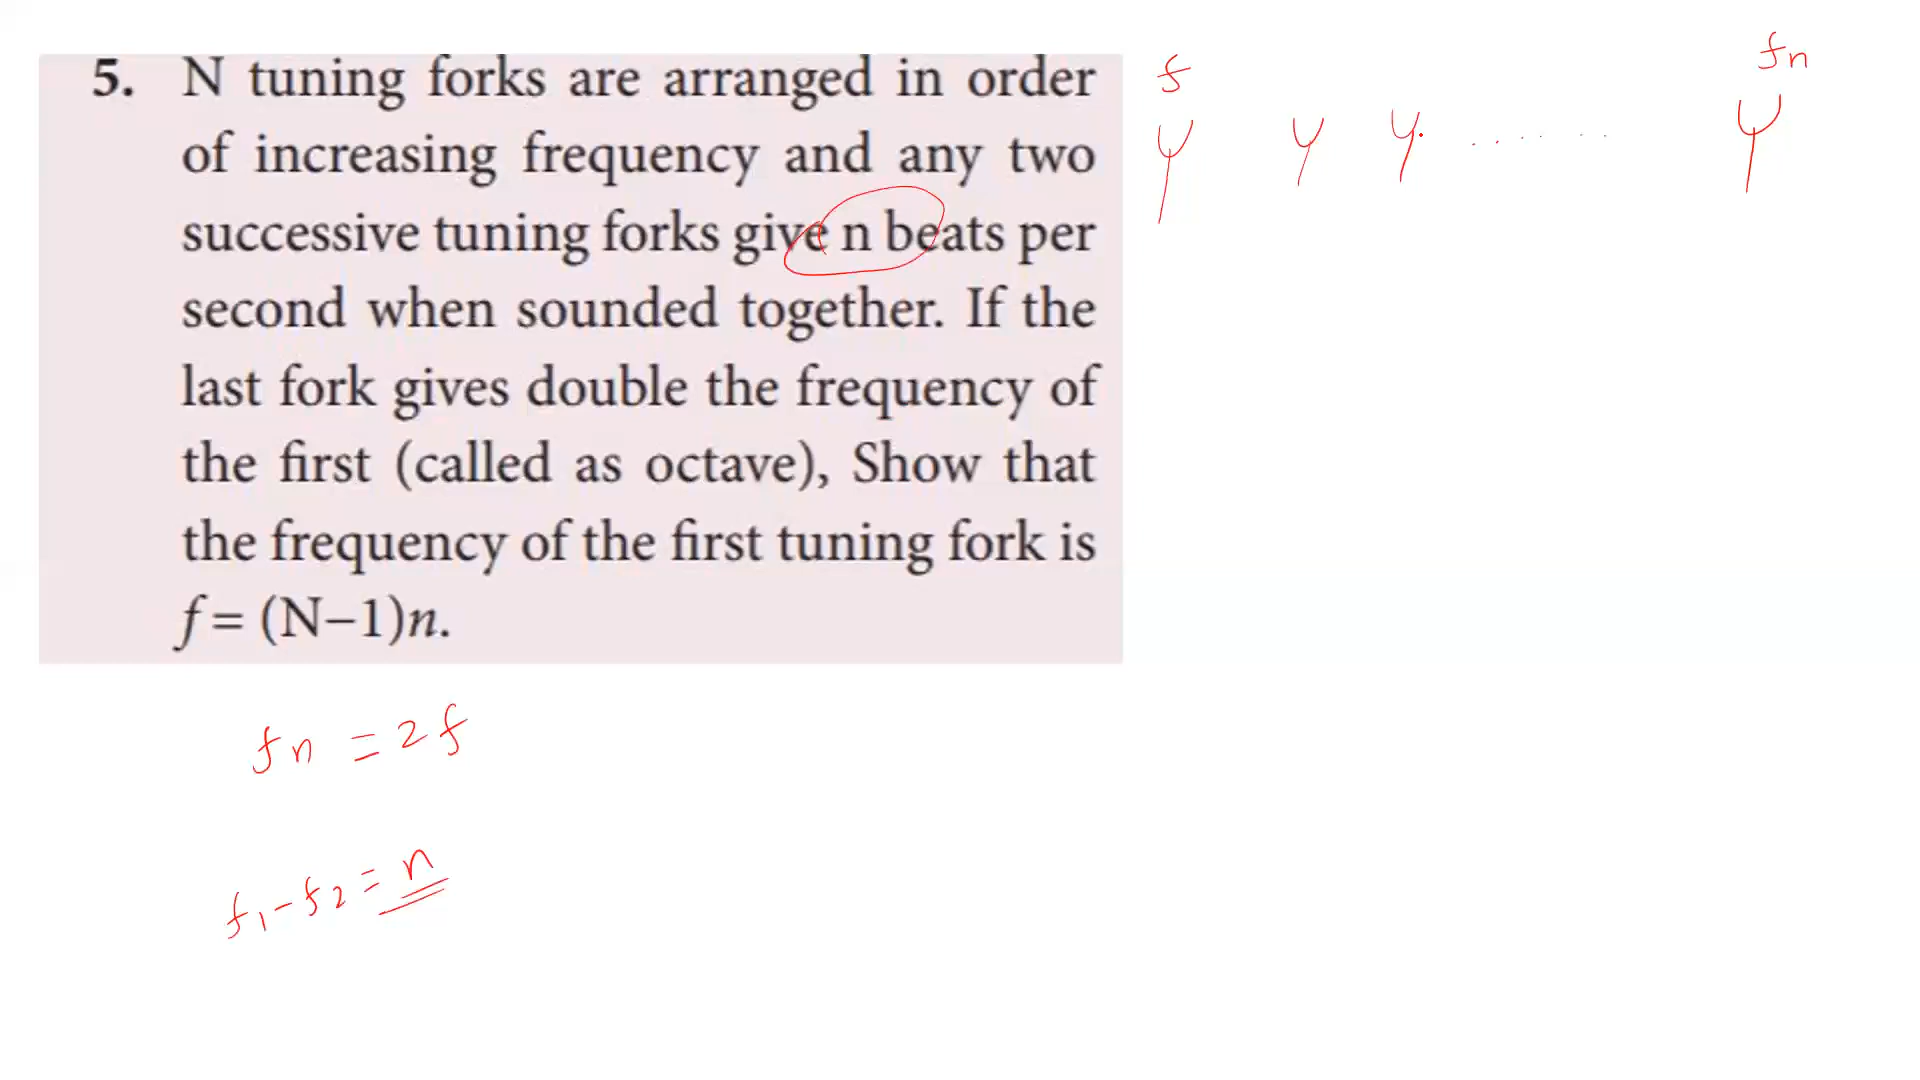 5. N tuning forks are arranged in order
of increasing frequency and any two
successive tuning forks give n beats per
second when sounded together. If the
last fork gives double the frequency of
the first (called as octave), Show that
the frequency of the first tuning fork is
f = (N−1)n.
f
fn
fn = 2f
f1 - f2 = n